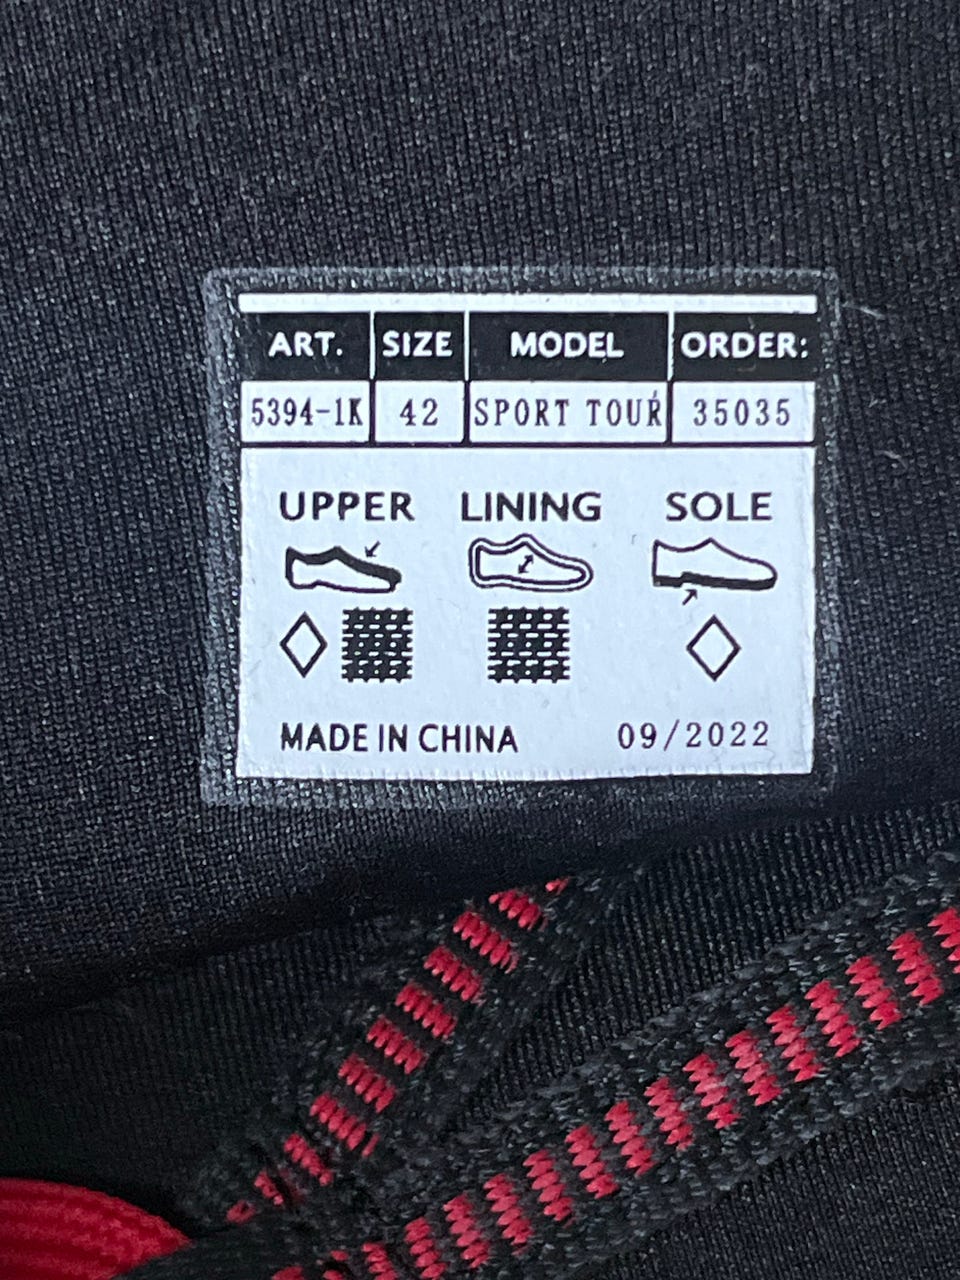 ART. SIZE MODEL ORDER:
5394-1K 42 SPORT TOUR 35035
UPPER LINING SOLE
MADE IN CHINA 09/2022